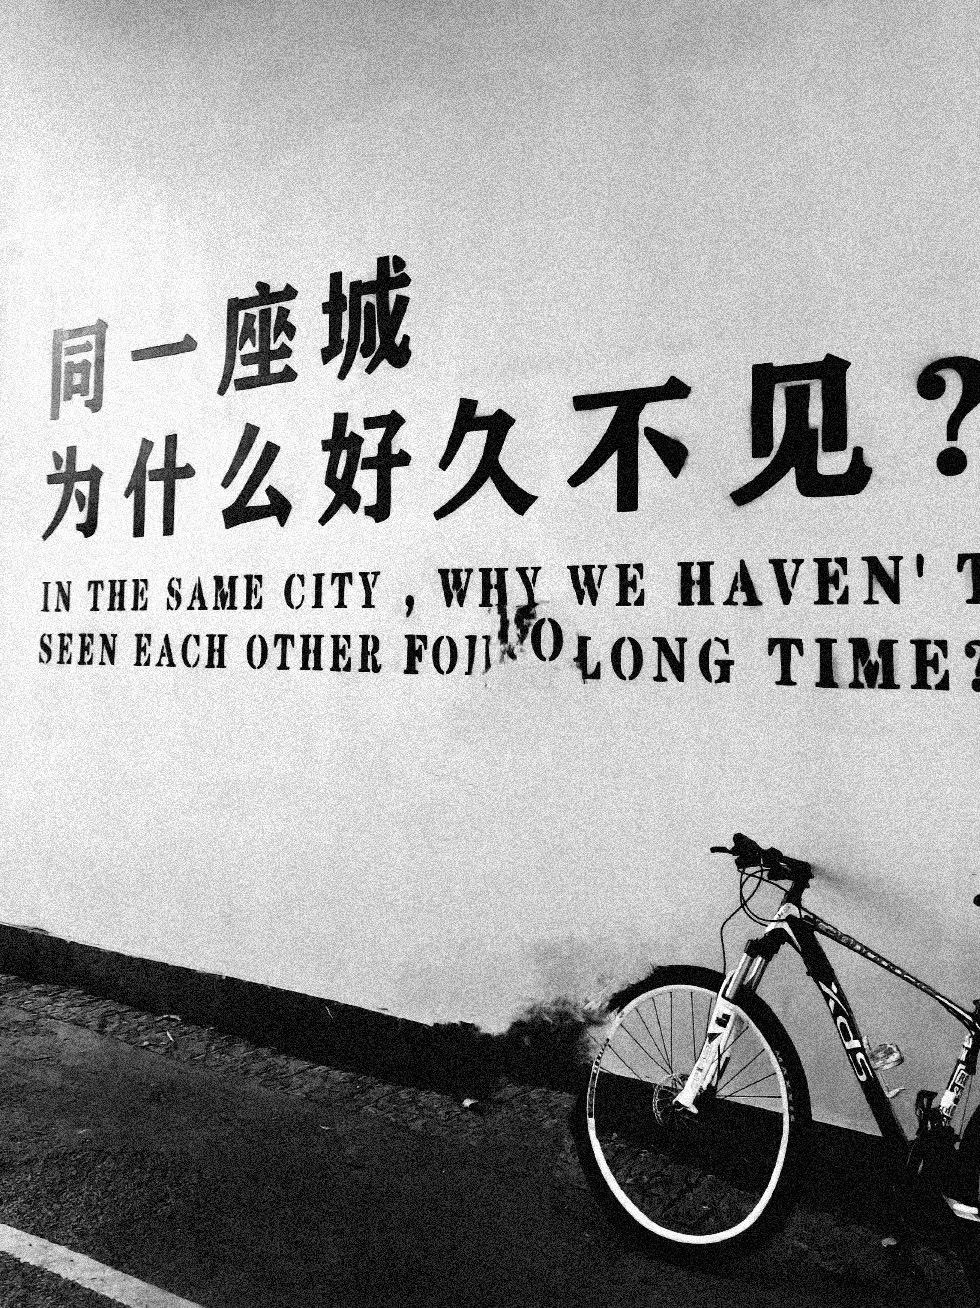 同一座城
为什么好久不见?
IN THE SAME CITY , WHY WE HAVEN' T
SEEN EACH OTHER LONG TIME?
XDS